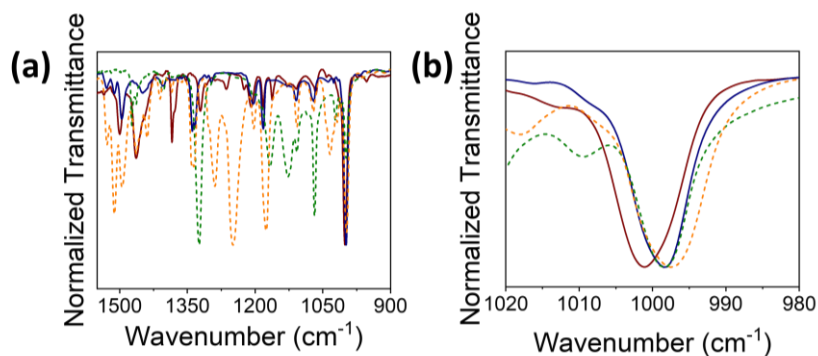 (a)
Normalized Transmittance
1500 1350 1200 1050 900
Wavenumber (cm⁻¹)
(b)
Normalized Transmittance
1020 1010 1000 990 980
Wavenumber (cm⁻¹)